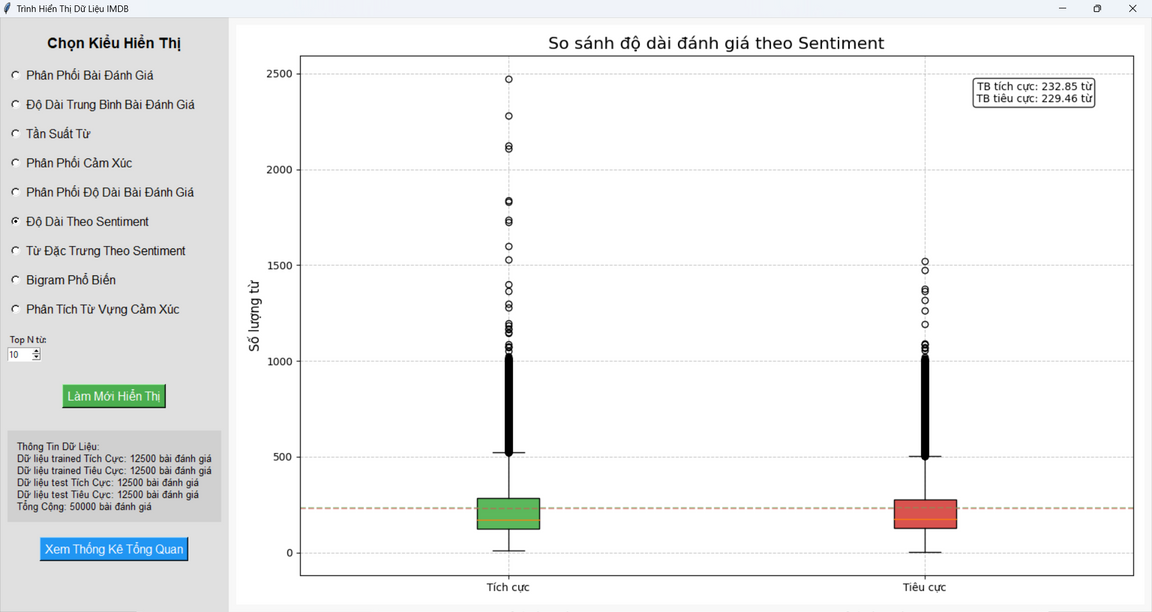 Trình Hiển Thị Dữ Liệu IMDB
Chọn Kiểu Hiển Thị
Phân Phối Bài Đánh Giá
Độ Dài Trung Bình Bài Đánh Giá
Tần Suất Từ
Phân Phối Cảm Xúc
Phân Phối Độ Dài Bài Đánh Giá
Độ Dài Theo Sentiment
Từ Đặc Trưng Theo Sentiment
Bigram Phổ Biến
Phân Tích Từ Vựng Cảm Xúc
Top N từ:
10
Làm Mới Hiển Thị
Thông Tin Dữ Liệu:
Dữ liệu trained Tích Cực: 12500 bài đánh giá
Dữ liệu trained Tiêu Cực: 12500 bài đánh giá
Dữ liệu test Tích Cực: 12500 bài đánh giá
Dữ liệu test Tiêu Cực: 12500 bài đánh giá
Tổng Cộng: 50000 bài đánh giá
Xem Thống Kê Tổng Quan
So sánh độ dài đánh giá theo Sentiment
TB tích cực: 232.85 từ
TB tiêu cực: 229.46 từ
Số lượng từ
2500
2000
1500
1000
500
0
Tích cực
Tiêu cực